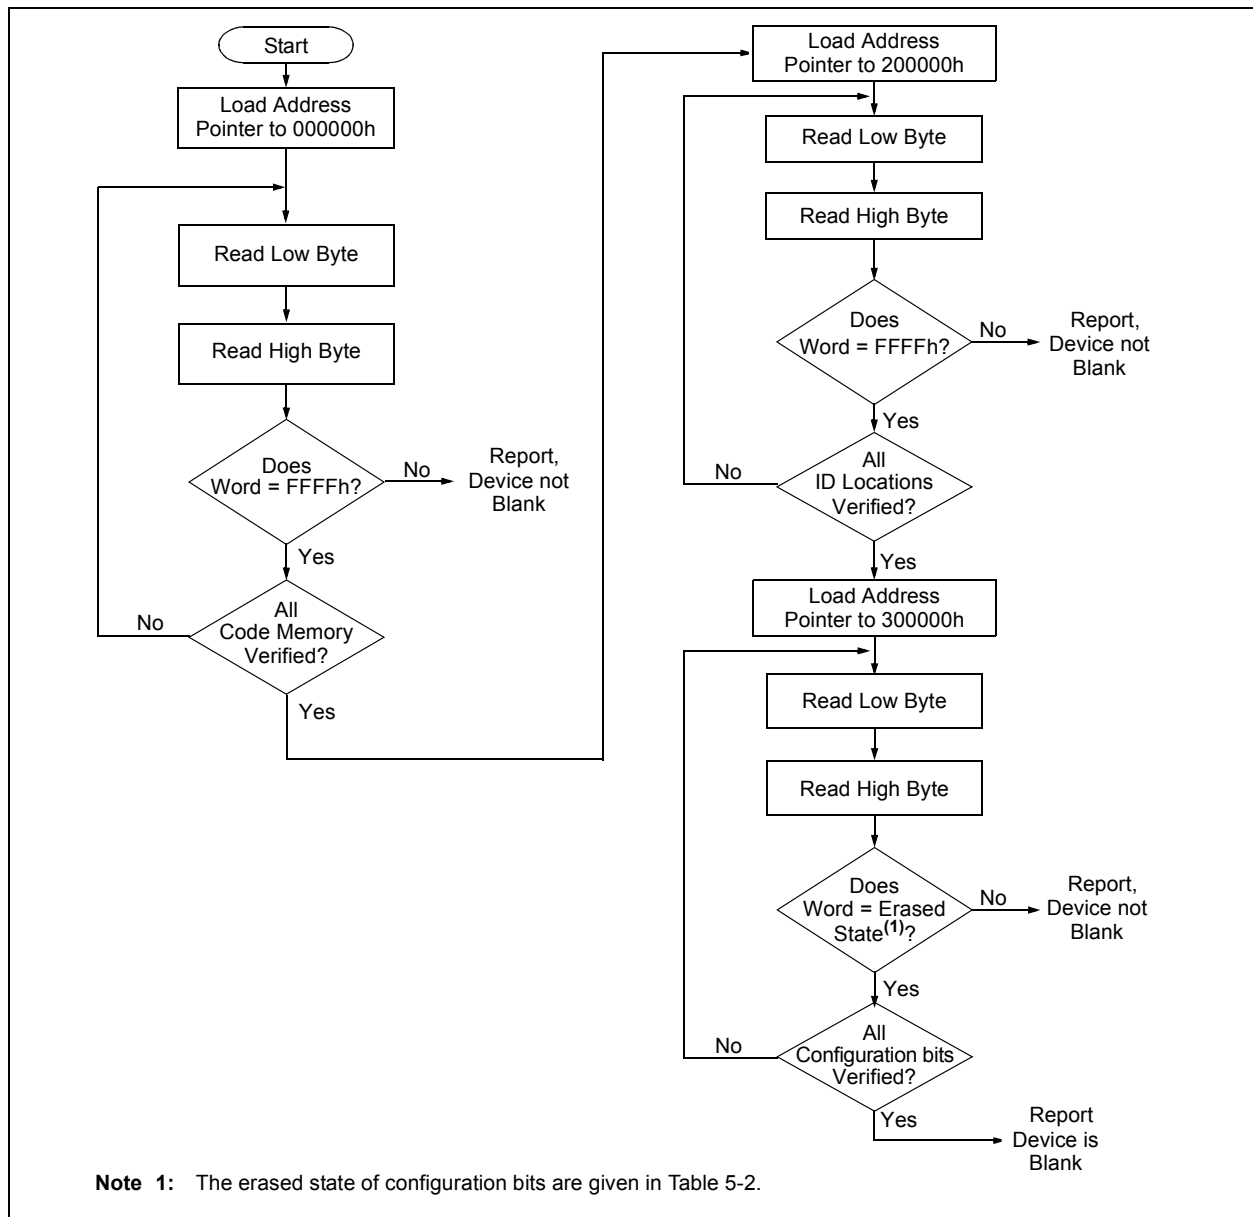 Start
Load Address
Pointer to 000000h
Read Low Byte
Read High Byte
Does
Word = FFFFh?
No
Report,
Device not
Blank
Yes
All
Code Memory
Verified?
No
Yes
Load Address
Pointer to 200000h
Read Low Byte
Read High Byte
Does
Word = FFFFh?
No
Report,
Device not
Blank
Yes
All
ID Locations
Verified?
No
Yes
Load Address
Pointer to 300000h
Read Low Byte
Read High Byte
Does
Word = Erased
State(1)?
No
Report,
Device not
Blank
Yes
All
Configuration bits
Verified?
No
Yes
Report
Device is
Blank
Note 1: The erased state of configuration bits are given in Table 5-2.